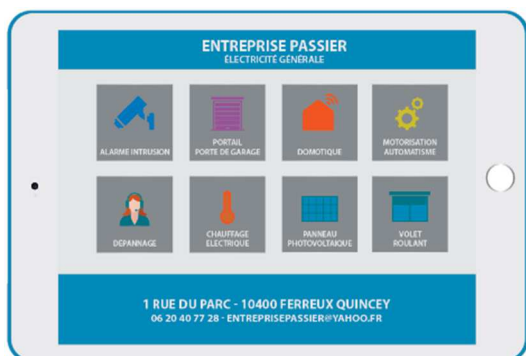 ENTREPRISE PASSIER
ÉLECTRICITÉ GÉNÉRALE
ALARME INTRUSION
PORTAIL
PORTE DE GARAGE
DOMOTIQUE
MOTORISATION
AUTOMATISME
DEPANNAGE
CHAUFFAGE
ELECTRIQUE
PANNEAU
PHOTOVOLTAIQUE
VOLET
ROULANT
1 RUE DU PARC - 10400 FERREUX QUINCEY
06 20 40 77 28 - ENTREPRISEPASSIER@YAHOO.FR